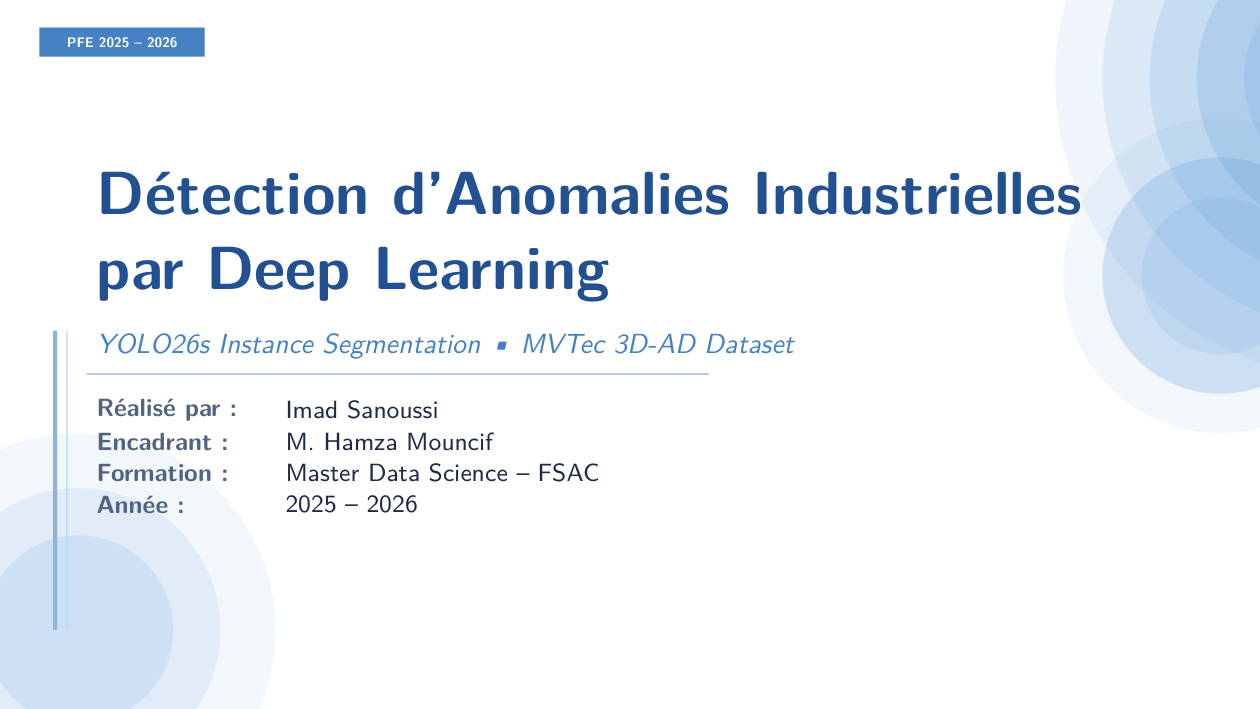 PFE 2025 – 2026
Détection d'Anomalies Industrielles
par Deep Learning
YOLO26s Instance Segmentation ▪ MVTec 3D-AD Dataset
Réalisé par : Imad Sanoussi
Encadrant : M. Hamza Mouncif
Formation : Master Data Science – FSAC
Année : 2025 – 2026